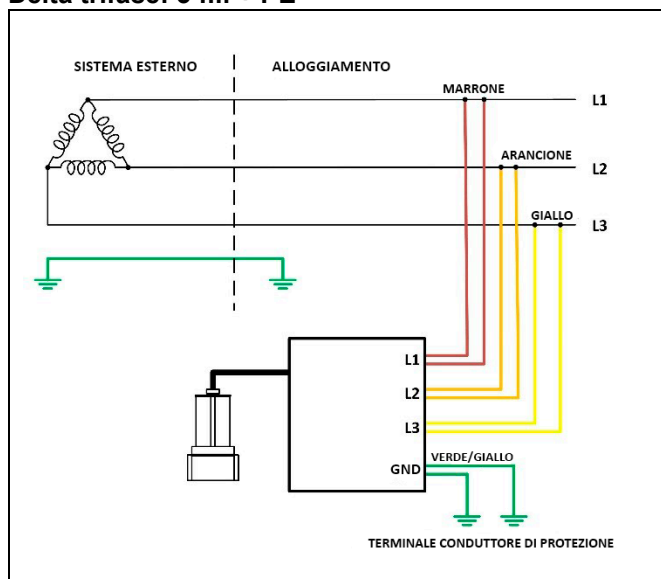 SISTEMA ESTERNO
ALLOGGIAMENTO
MARRONE
L1
ARANCIONE
L2
GIALLO
L3
L1
L2
L3
VERDE/GIALLO
GND
TERMINALE CONDUTTORE DI PROTEZIONE